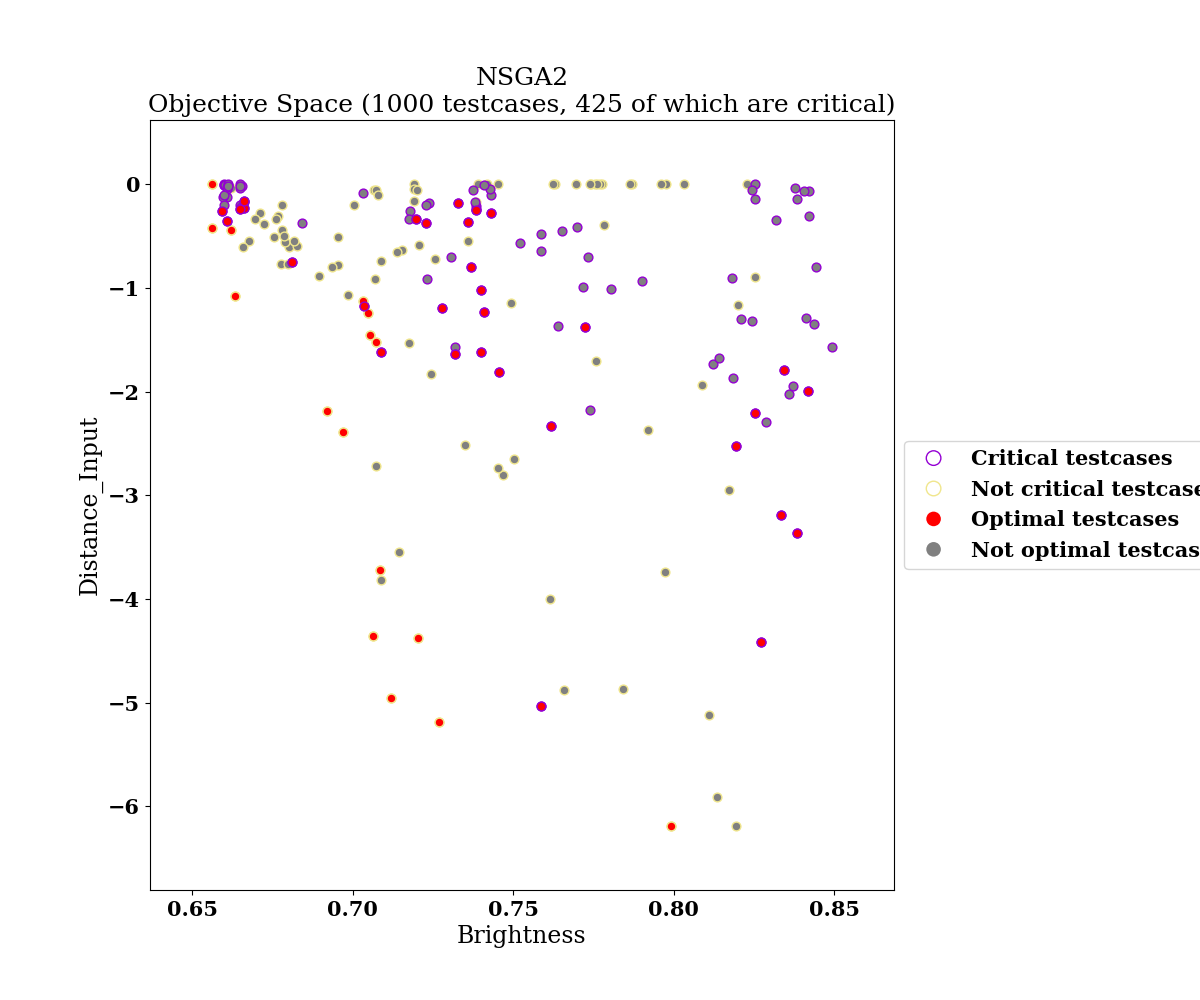 NSGA2
Objective Space (1000 testcases, 425 of which are critical)
Distance_Input
0
−1
−2
−3
−4
−5
−6
0.65 0.70 0.75 0.80 0.85
Brightness
Critical testcases
Not critical testcase
Optimal testcases
Not optimal testcas